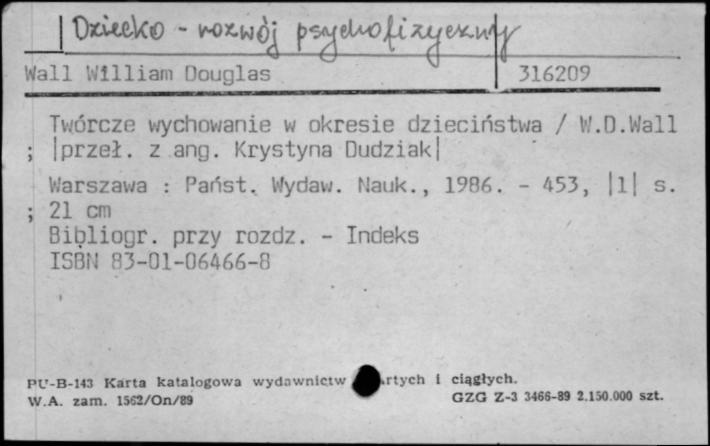 Dziecko - rozwój psychofizyczny
Wall William Douglas 316209
Twórcze wychowanie w okresie dzieciństwa / W.D.Wall
; |przeł. z ang. Krystyna Dudziak|
Warszawa : Państ. Wydaw. Nauk., 1986. - 453, |1| s.
; 21 cm
Bibliogr. przy rozdz. - Indeks
ISBN 83-01-06466-8
PU-B-143 Karta katalogowa wydawnictw rtych i ciągłych.
W.A. zam. 1562/On/89 GZG Z-3 3466-89 2.150.000 szt.